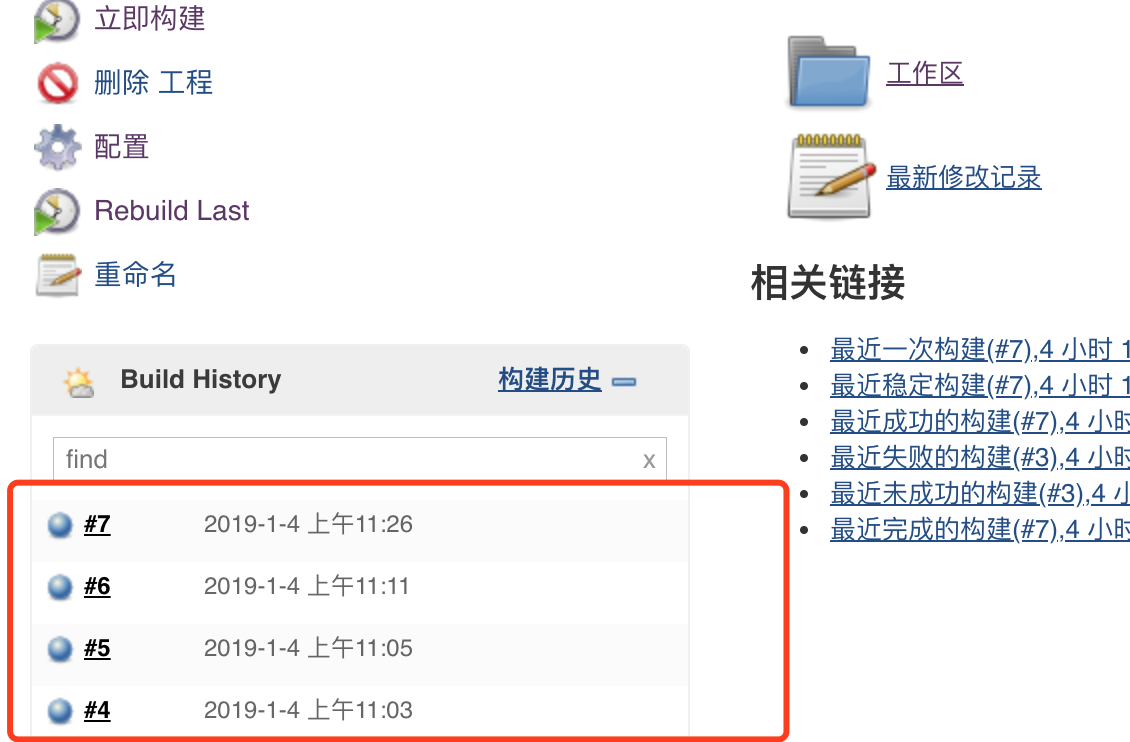 立即构建
删除 工程
配置
Rebuild Last
重命名
Build History
构建历史
find
x
#7 2019-1-4 上午11:26
#6 2019-1-4 上午11:11
#5 2019-1-4 上午11:05
#4 2019-1-4 上午11:03
工作区
最新修改记录
相关链接
最近一次构建(#7),4 小时 1
最近稳定构建(#7),4 小时 1
最近成功的构建(#7),4 小时
最近失败的构建(#3),4 小时
最近未成功的构建(#3),4 小
最近完成的构建(#7),4 小时